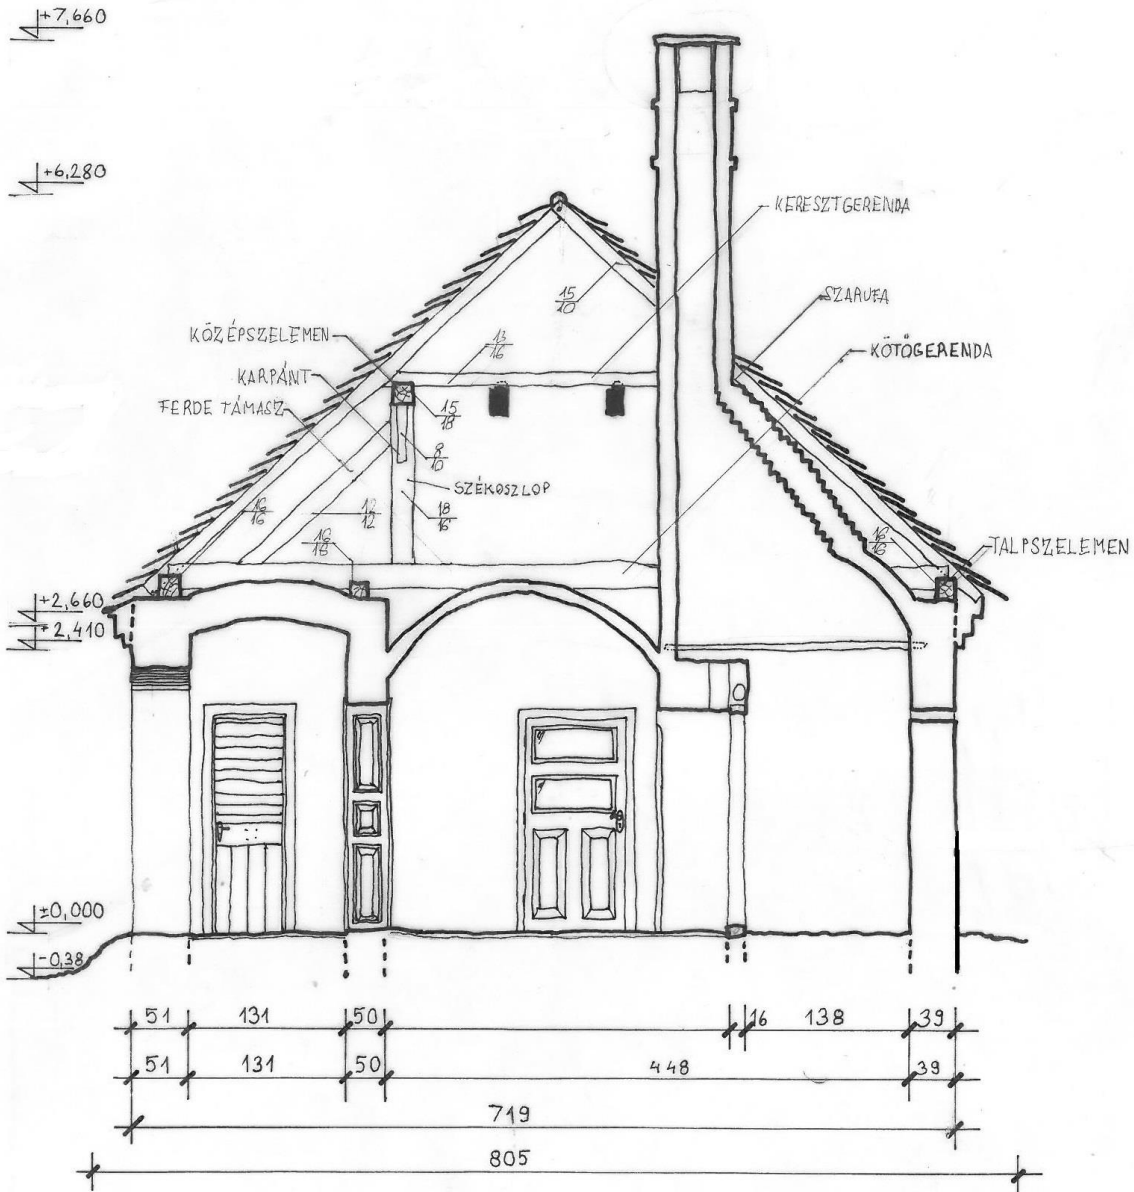 +7,660
+6,280
KERESZTGERENDA
15/10
SZARUFA
KÖZÉPSZELEMEN
13/16
KÖTŐGERENDA
KARPÁNT
FERDE TÁMASZ
15/18
8/10
SZÉKOSZLOP
16/16
12/12
18/16
16/16
16/16
TALPSZELEMEN
+2,660
+2,410
±0,000
-0,38
51 131 50 16 138 39
51 131 50 448 39
719
805